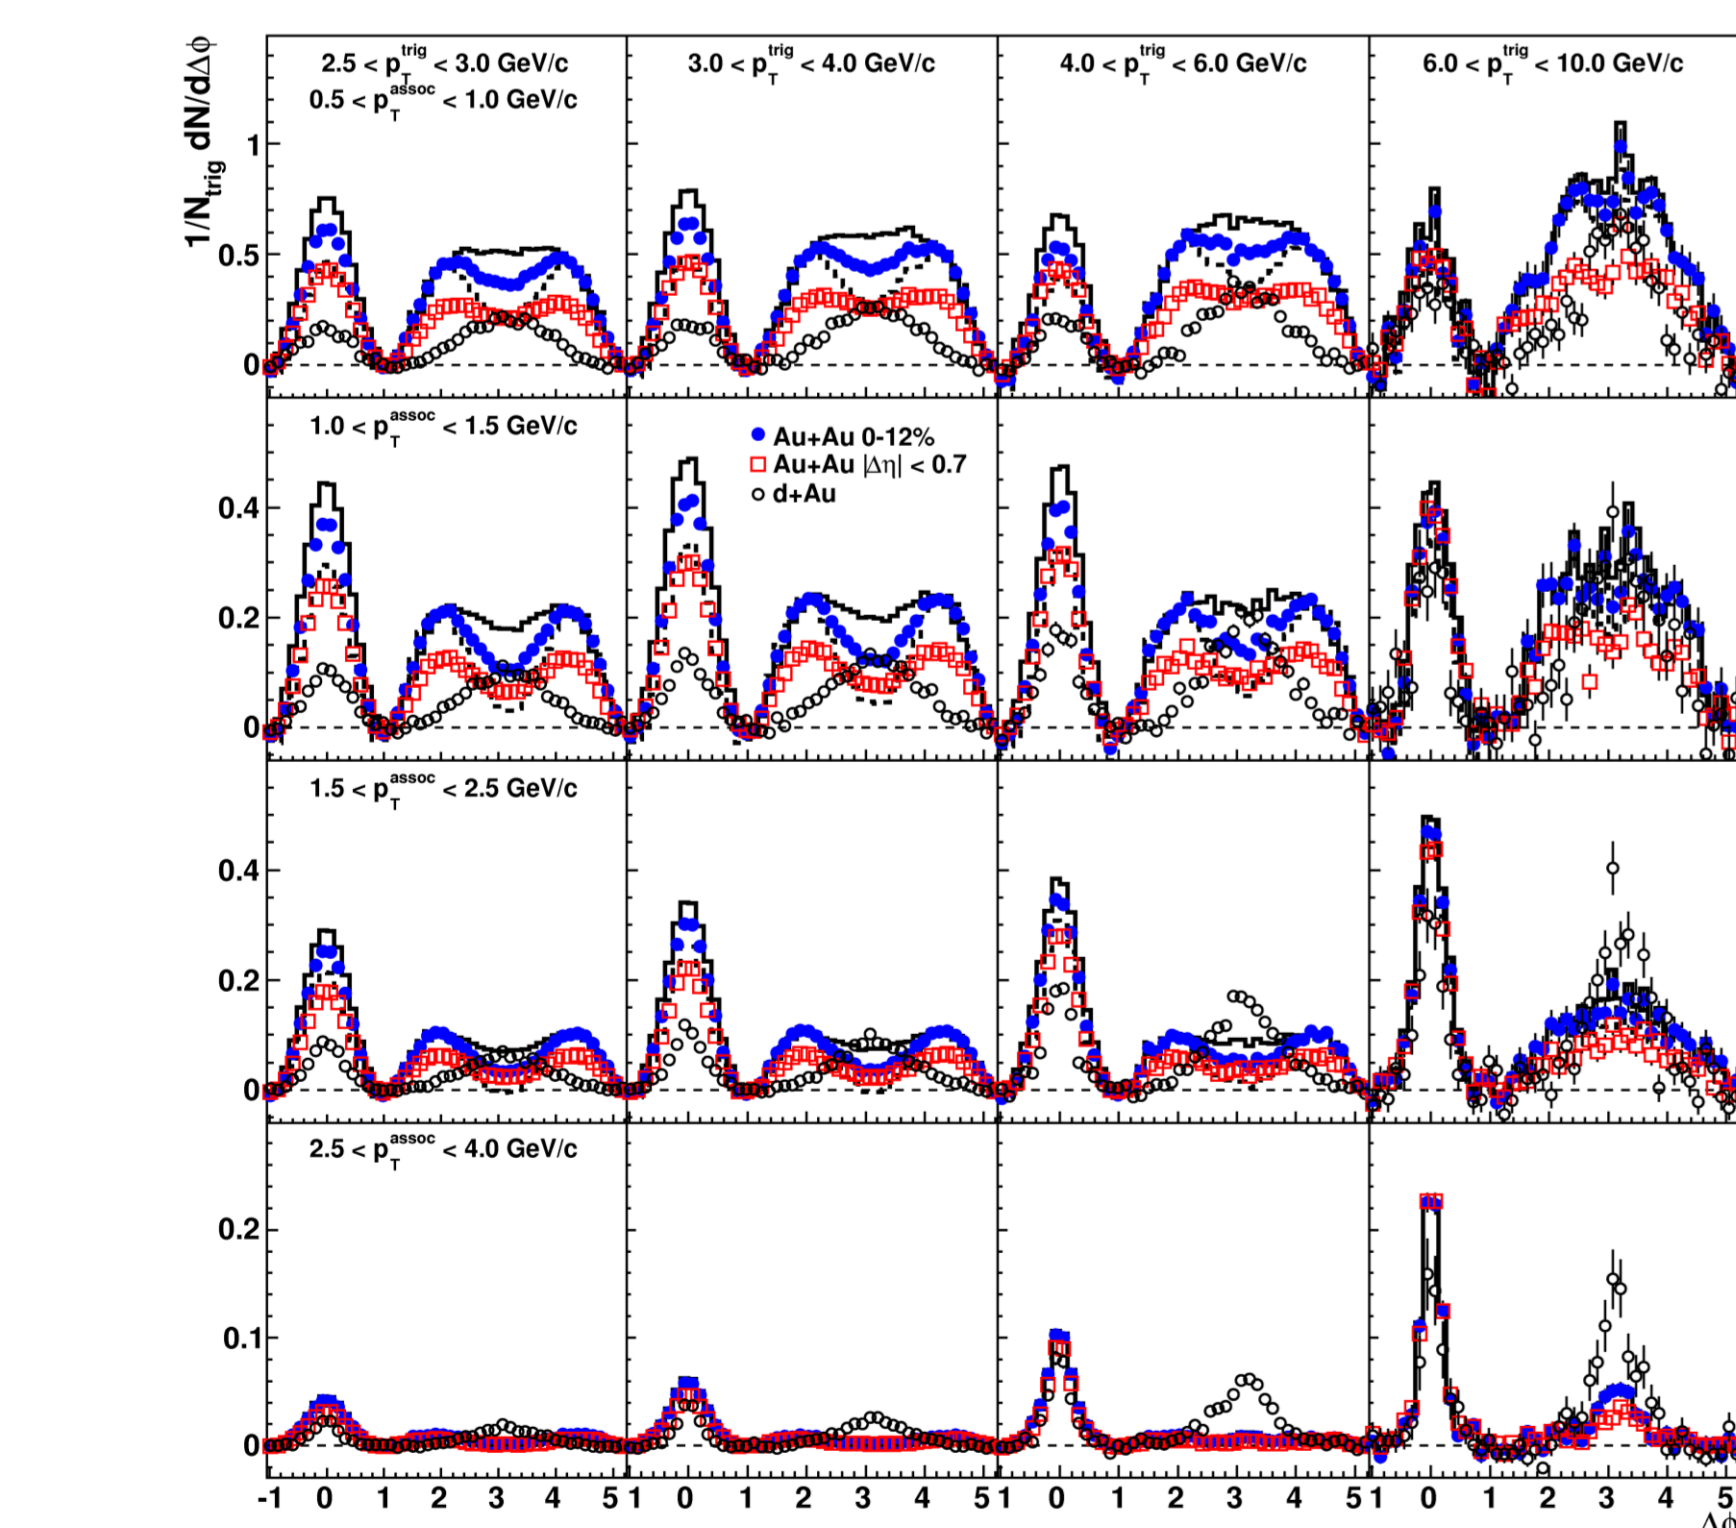 1/N_trig dN/dΔϕ
2.5 < p_T^trig < 3.0 GeV/c
0.5 < p_T^assoc < 1.0 GeV/c
3.0 < p_T^trig < 4.0 GeV/c
4.0 < p_T^trig < 6.0 GeV/c
6.0 < p_T^trig < 10.0 GeV/c
1
0.5
0
1.0 < p_T^assoc < 1.5 GeV/c
Au+Au 0-12%
Au+Au |Δη| < 0.7
d+Au
0.4
0.2
0
1.5 < p_T^assoc < 2.5 GeV/c
0.4
0.2
0
2.5 < p_T^assoc < 4.0 GeV/c
0.2
0.1
0
-1 0 1 2 3 4 5 1 0 1 2 3 4 5 1 0 1 2 3 4 5 1 0 1 2 3 4 5
Δϕ